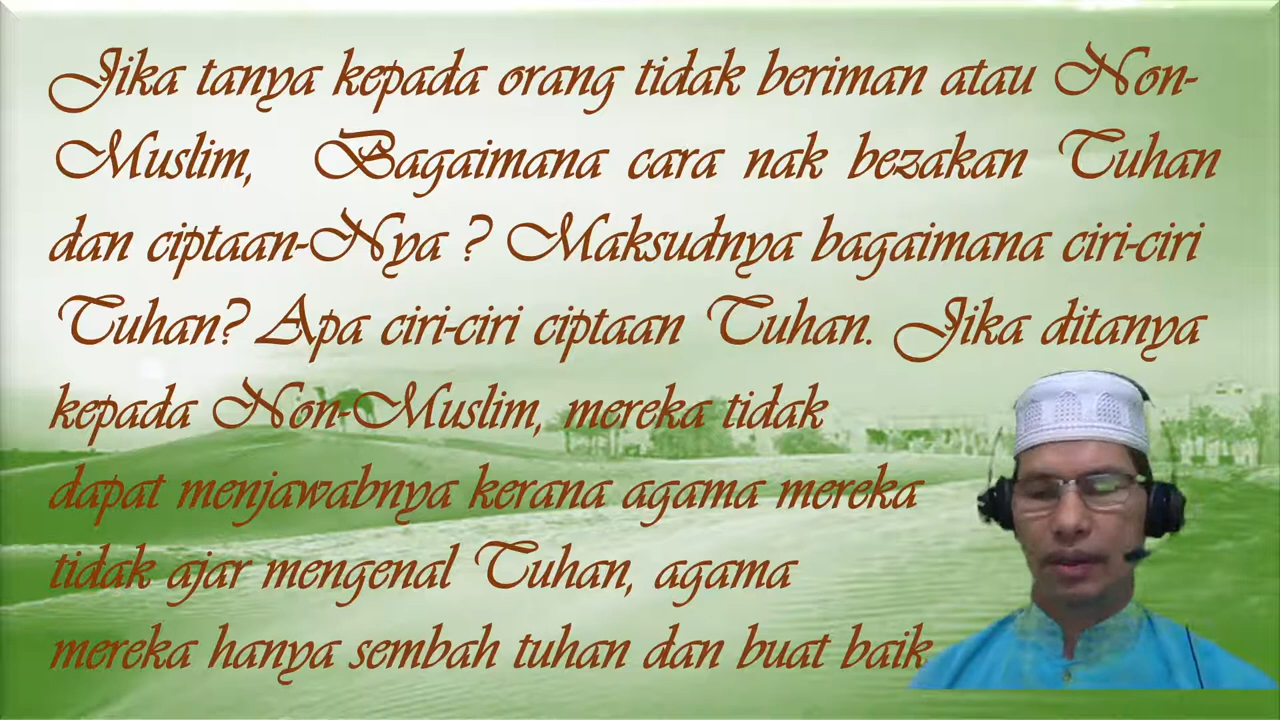 Jika tanya kepada orang tidak beriman atau Non-
Muslim, Bagaimana cara nak bezakan Tuhan
dan ciptaan-Nya ? Maksudnya bagaimana ciri-ciri
Tuhan? Apa ciri-ciri ciptaan Tuhan. Jika ditanya
kepada Non-Muslim, mereka tidak
dapat menjawabnya kerana agama mereka
tidak ajar mengenal Tuhan, agama
mereka hanya sembah tuhan dan buat baik